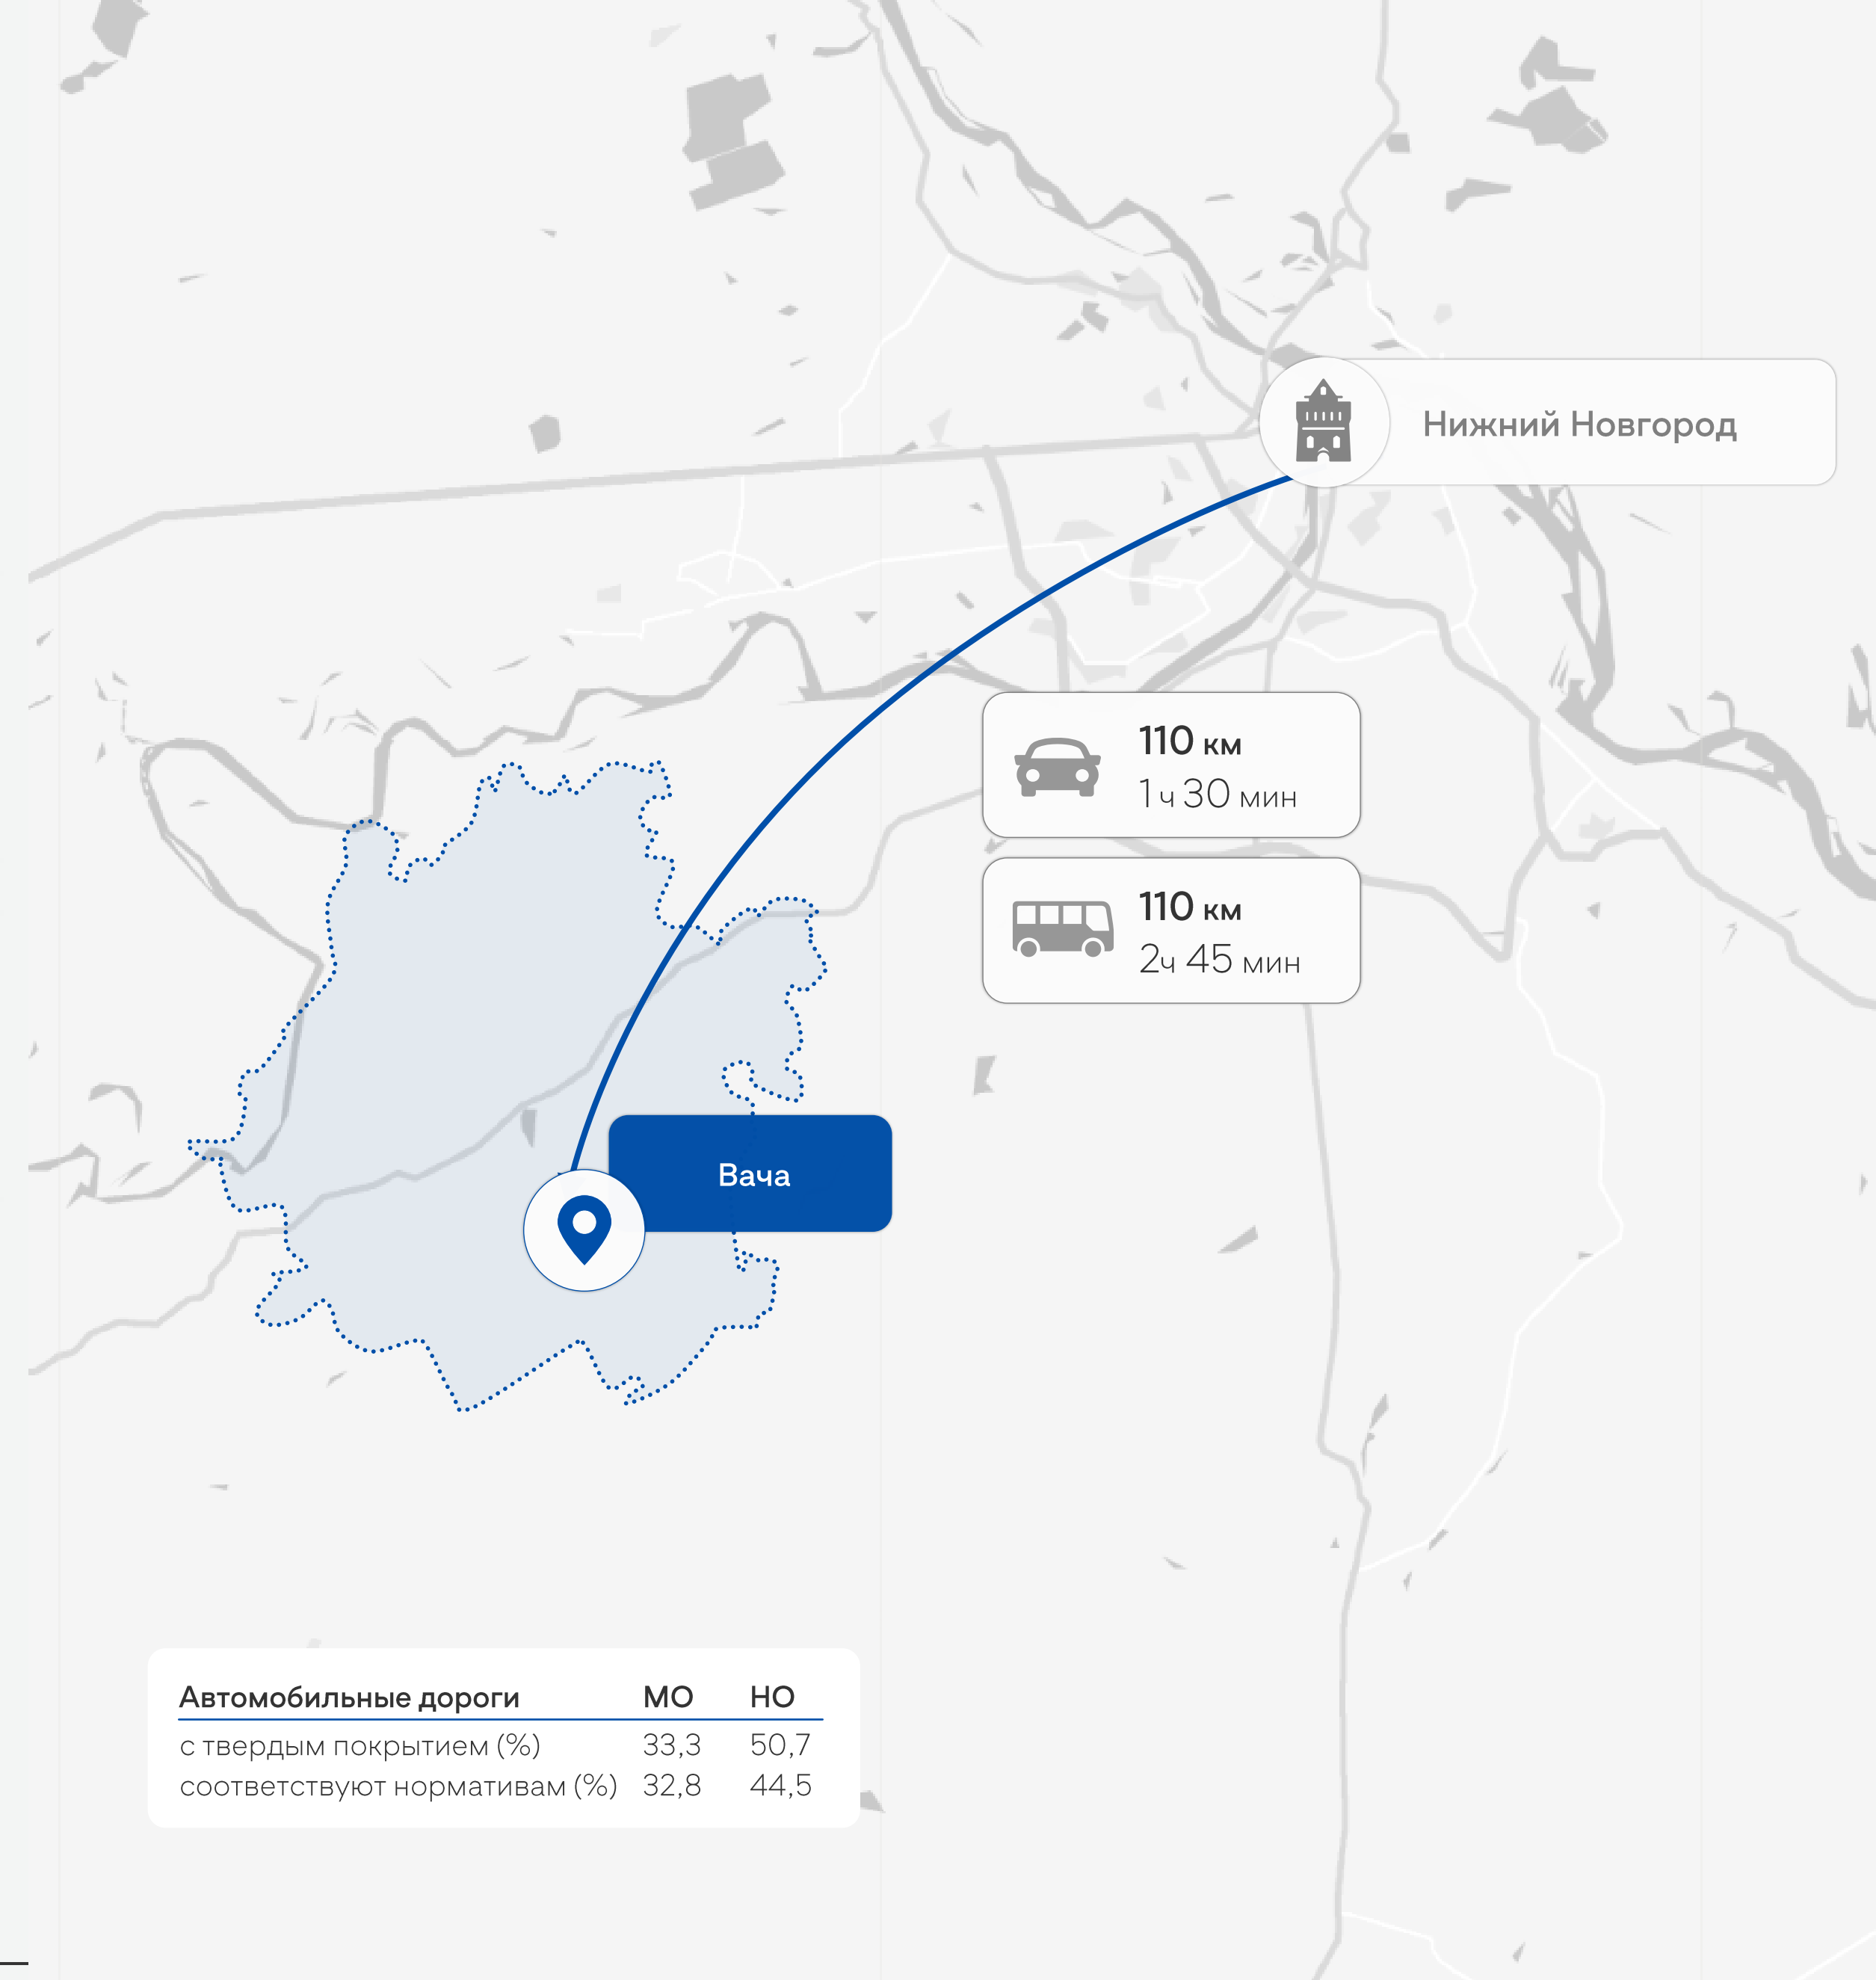 Нижний Новгород
110 км
1 ч 30 мин
110 км
2ч 45 мин
Вача
Автомобильные дороги МО НО
с твердым покрытием (%) 33,3 50,7
соответствуют нормативам (%) 32,8 44,5